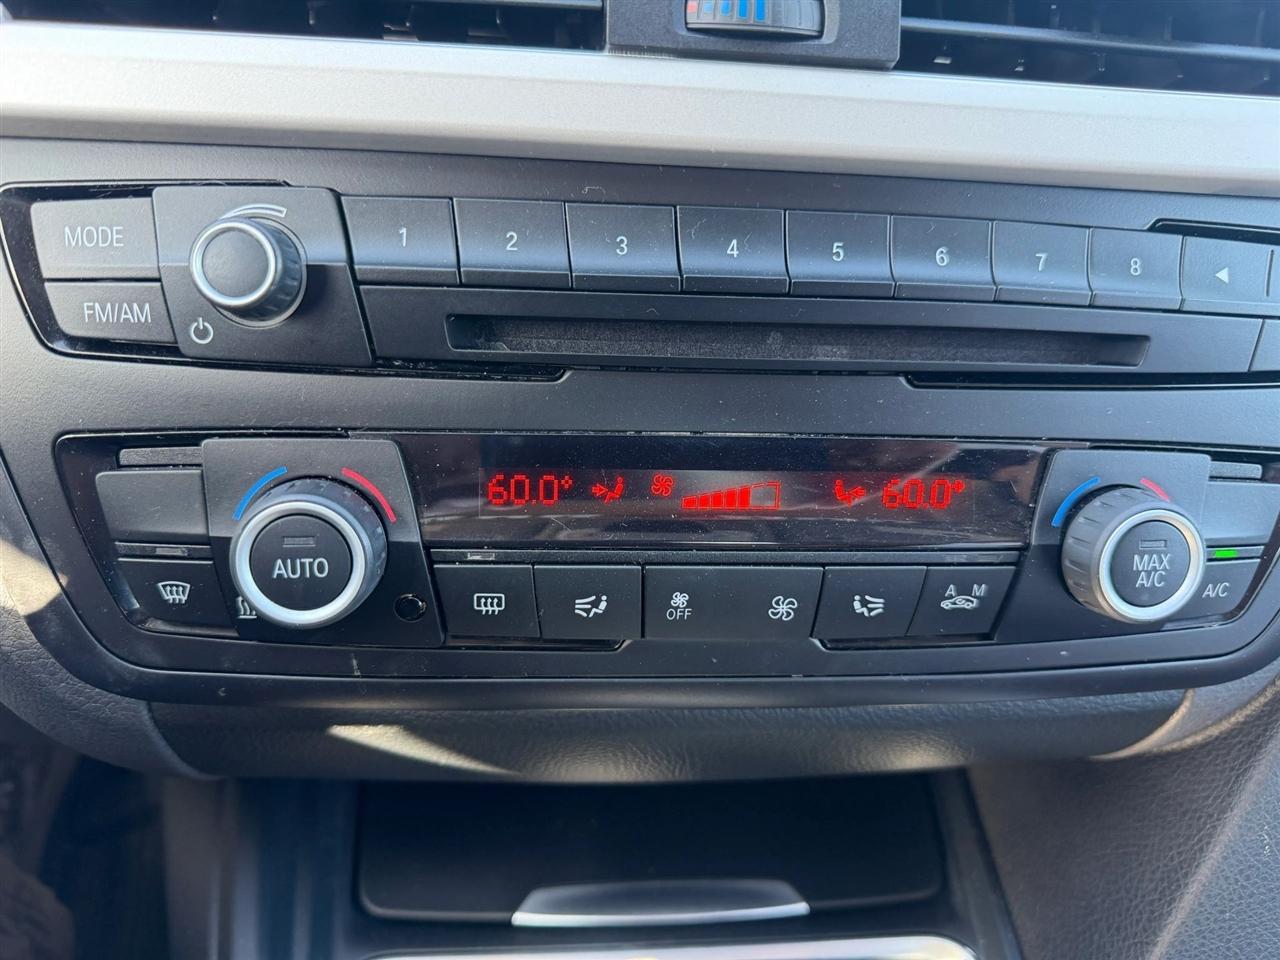 MODE
1 2 3 4 5 6 7 8
FM/AM
60.0° 60.0°
AUTO
MAX
A/C
A/C
OFF
A M